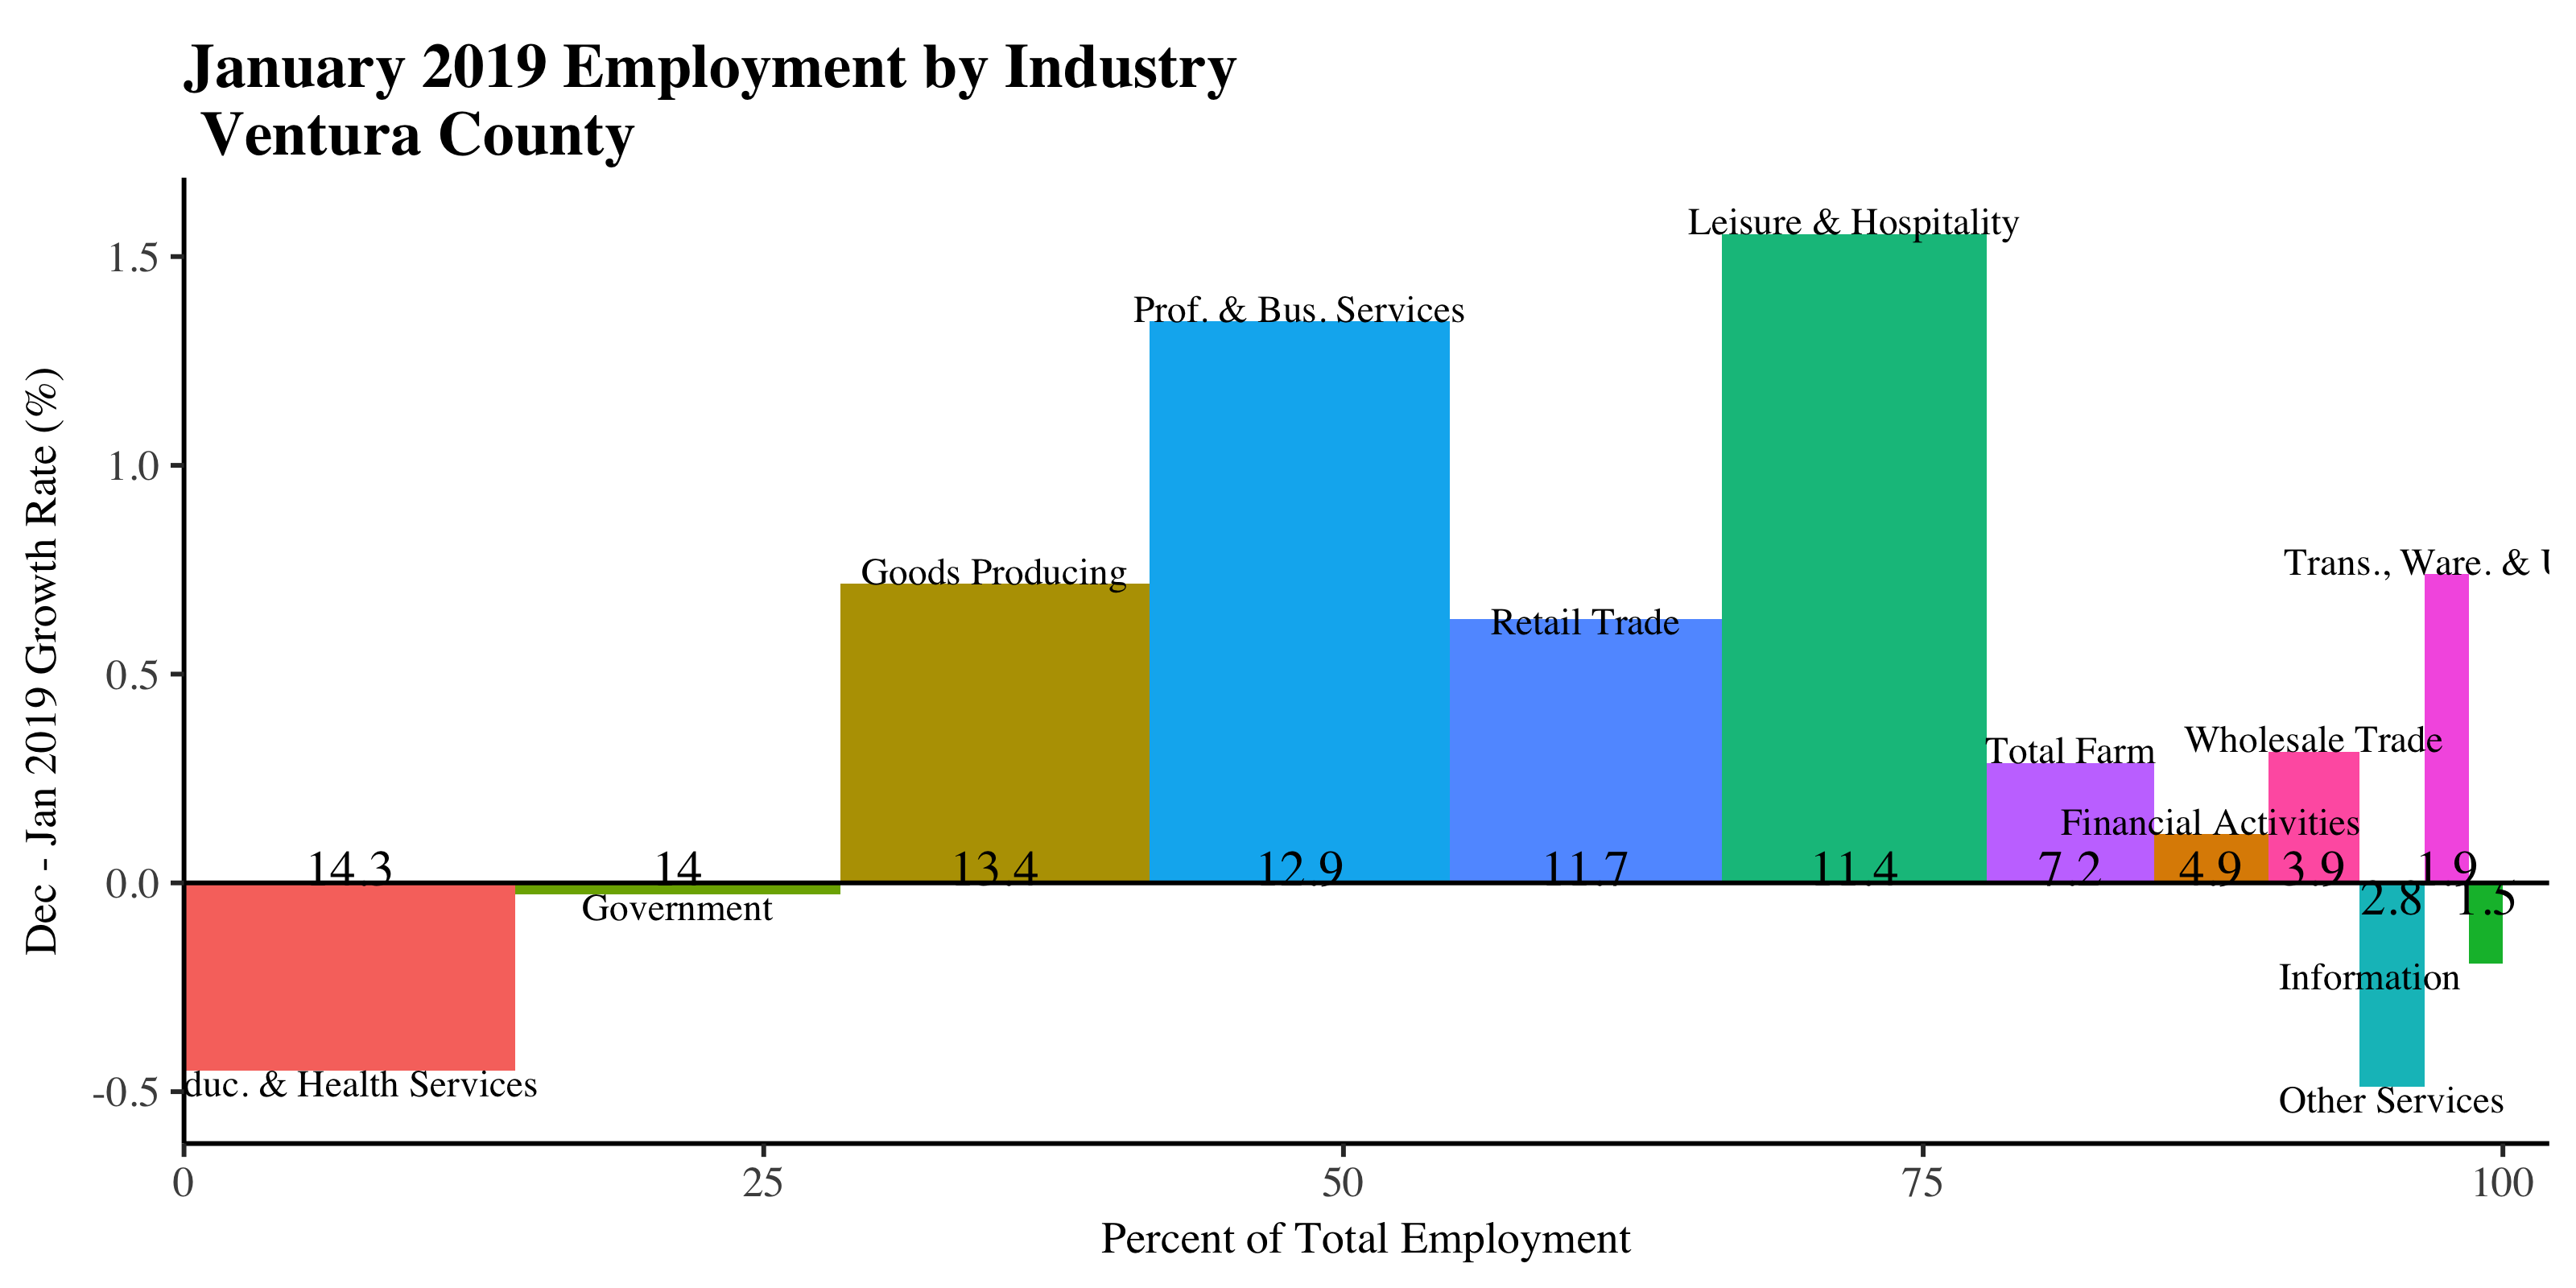 January 2019 Employment by Industry
Ventura County
Dec - Jan 2019 Growth Rate (%)
1.5
1.0
0.5
0.0
-0.5
Leisure & Hospitality
Prof. & Bus. Services
Goods Producing
Trans., Ware. & U
Retail Trade
Wholesale Trade
Total Farm
Financial Activities
14.3 14 13.4 12.9 11.7 11.4 7.2 4.9 3.9 1.9
2.8 1.5
Government
Information
duc. & Health Services
Other Services
0 25 50 75 100
Percent of Total Employment